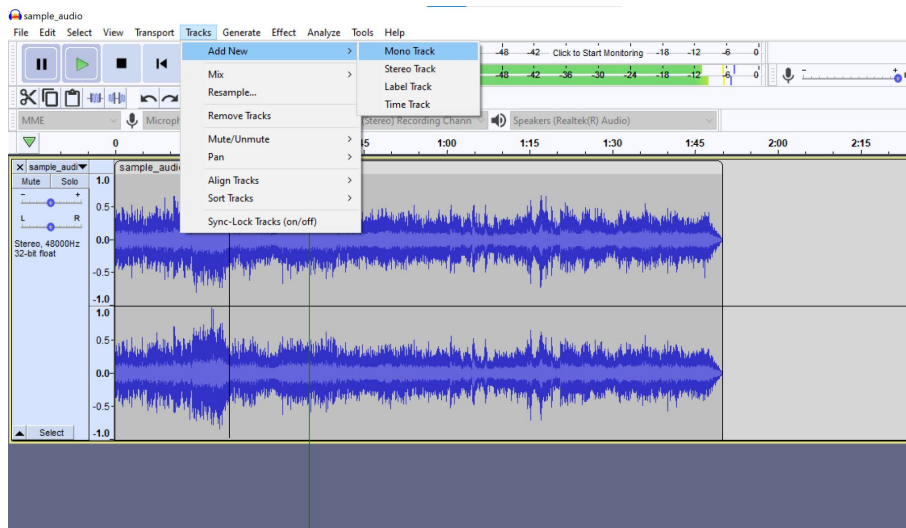 sample_audio
File Edit Select View Transport Tracks Generate Effect Analyze Tools Help
Add New > Mono Track
Stereo Track
Label Track
Time Track
Mix >
Resample...
Remove Tracks
Mute/Unmute >
Pan >
Align Tracks >
Sort Tracks >
Sync-Lock Tracks (on/off)
-48 -42 Click to Start Monitoring -18 -12 -6 0
-48 -42 -36 -30 -24 -18 -12 -6 0
MME
(Stereo) Recording Chann
Speakers (Realtek(R) Audio)
0 1:00 1:15 1:30 1:45 2:00 2:15
sample_audi
Mute Solo
- +
L R
Stereo, 48000Hz
32-bit float
Select
1.0
0.5
0.0
-0.5
-1.0
1.0
0.5
0.0
-0.5
-1.0